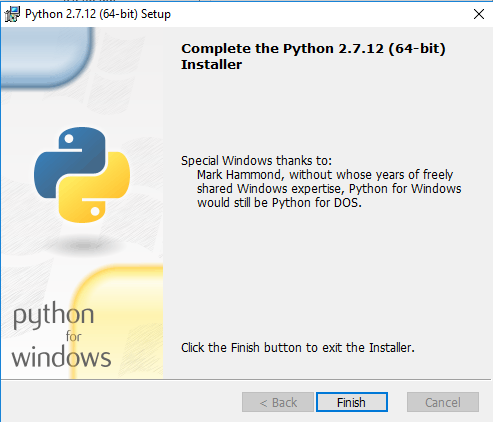 Python 2.7.12 (64-bit) Setup
Complete the Python 2.7.12 (64-bit)
Installer
Special Windows thanks to:
Mark Hammond, without whose years of freely
shared Windows expertise, Python for Windows
would still be Python for DOS.
python
for
windows
Click the Finish button to exit the Installer.
< Back
Finish
Cancel